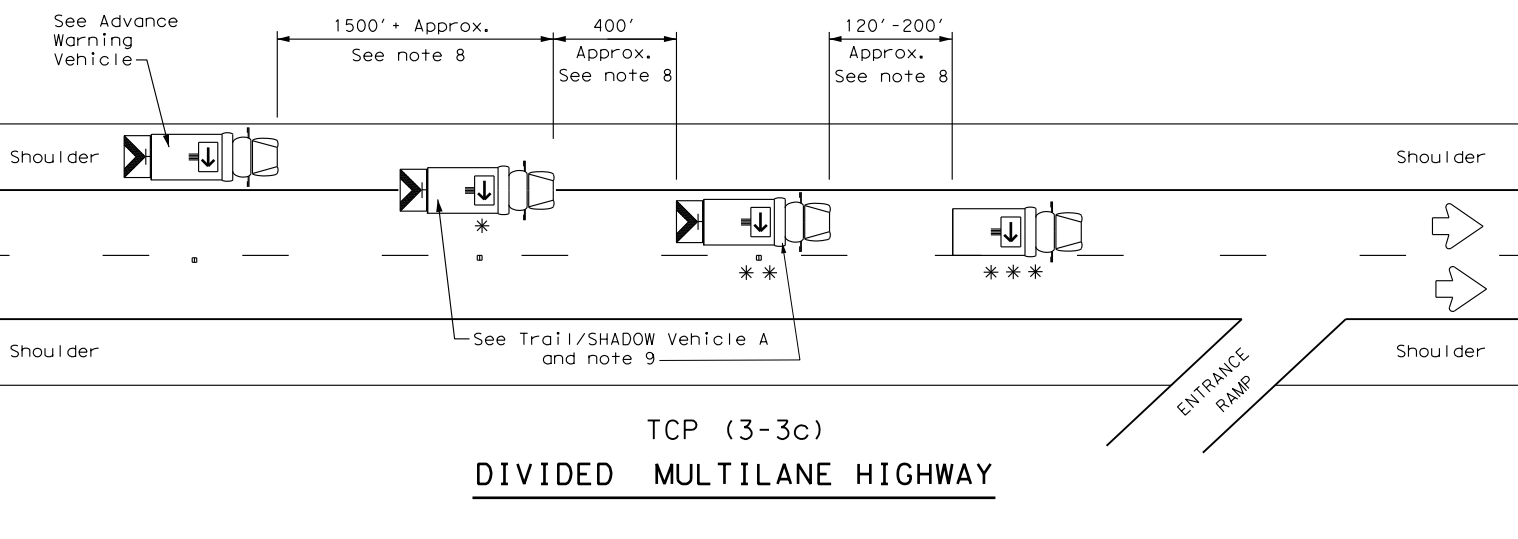 See Advance
Warning
Vehicle
1500'+ Approx.
See note 8
400'
Approx.
See note 8
120'-200'
Approx.
See note 8
Shoulder
Shoulder
*
* *
* * *
See Trail/SHADOW Vehicle A
and note 9
Shoulder
Shoulder
ENTRANCE
RAMP
TCP (3-3c)
DIVIDED MULTILANE HIGHWAY